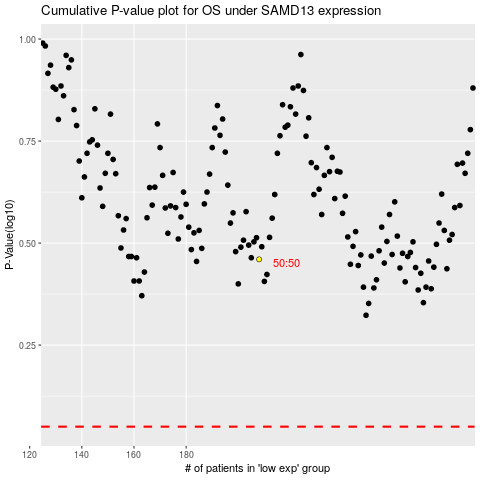 Cumulative P-value plot for OS under SAMD13 expression
P-Value(log10)
1.00
0.75
0.50
0.25
50:50
120 140 160 180
# of patients in 'low exp' group